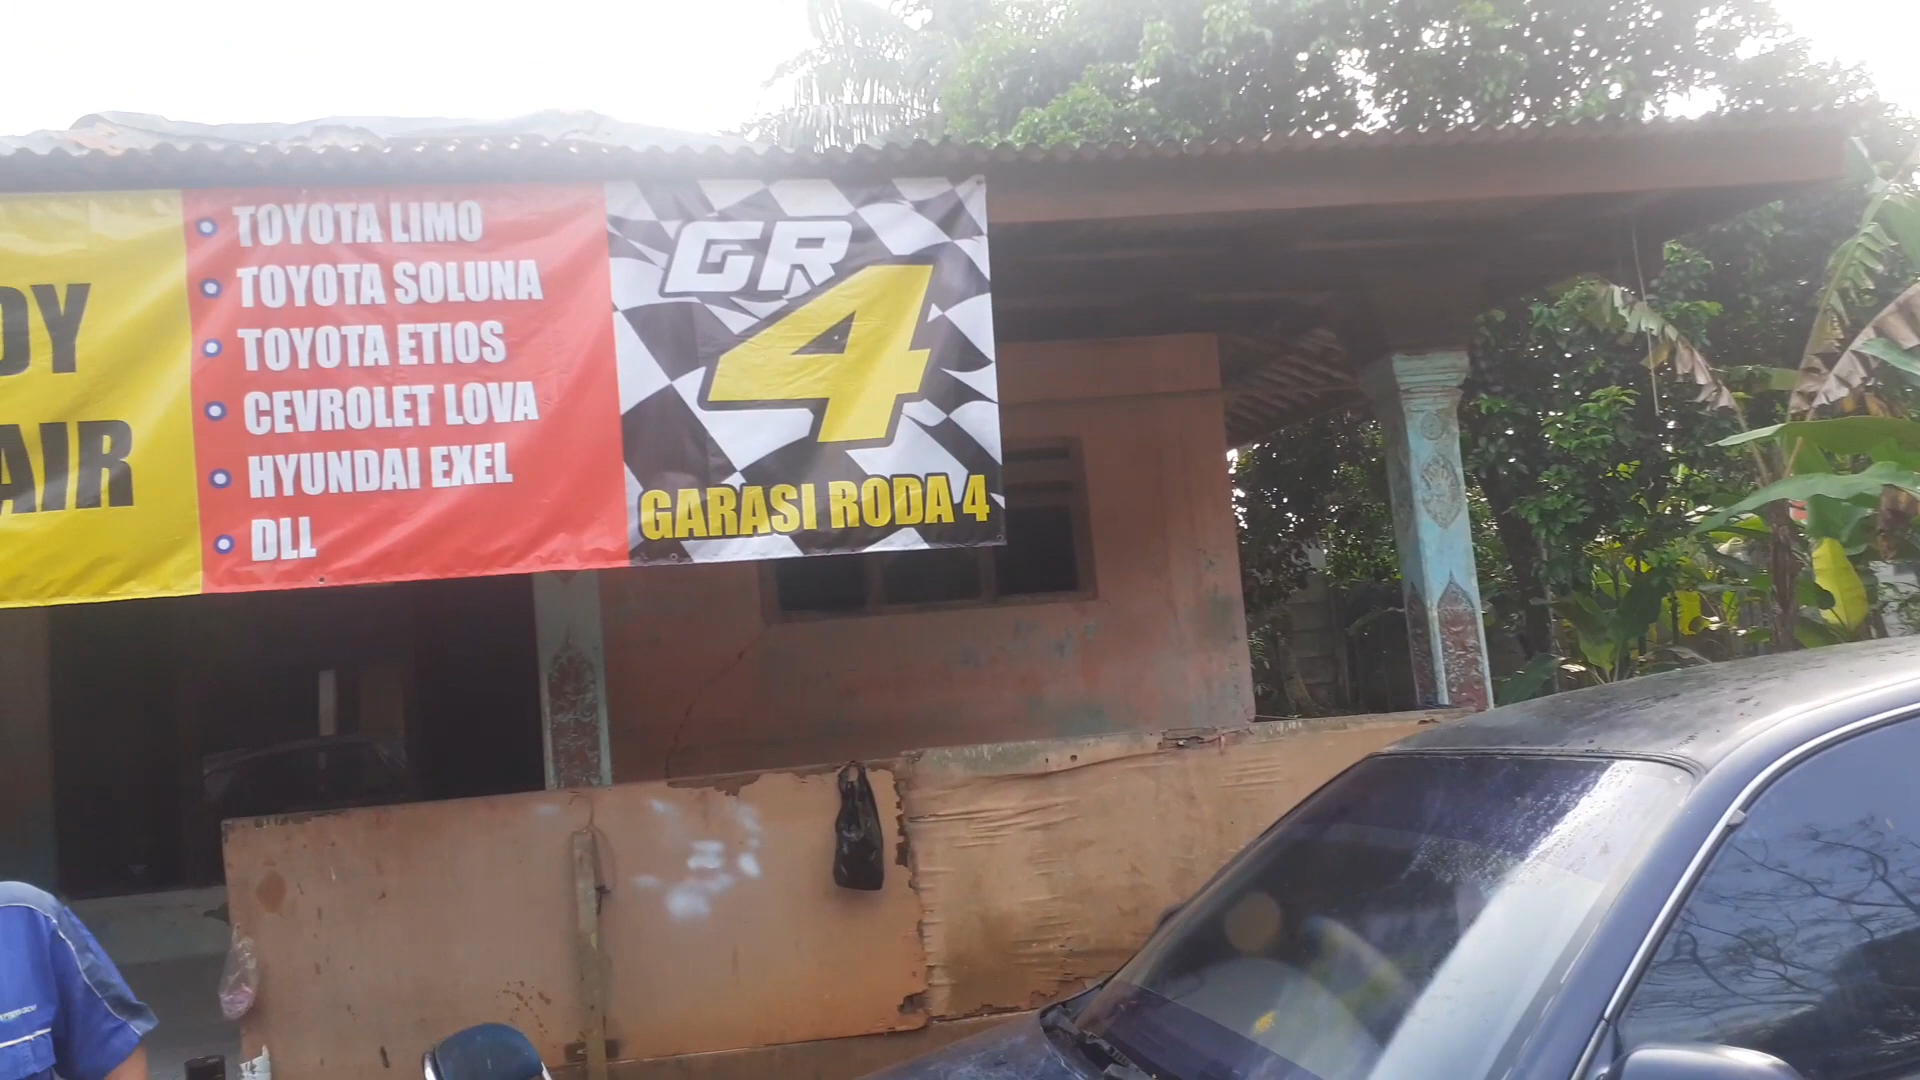 DY
AIR
TOYOTA LIMO
TOYOTA SOLUNA
TOYOTA ETIOS
CEVROLET LOVA
HYUNDAI EXEL
DLL
GR
4
GARASI RODA 4